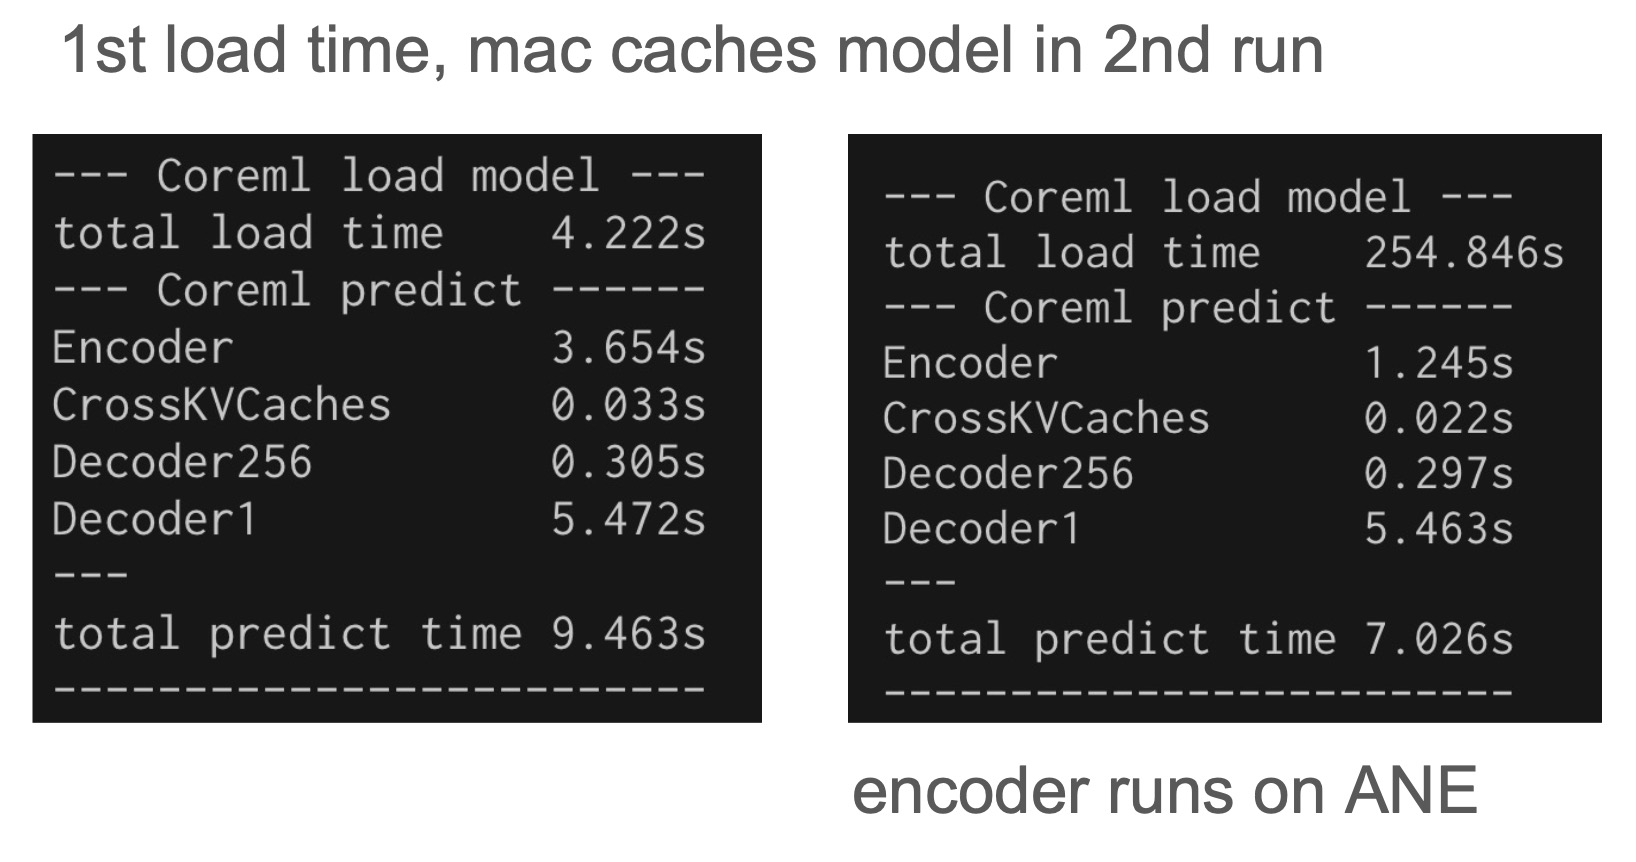 1st load time, mac caches model in 2nd run
--- Coreml load model ---
total load time    4.222s
--- Coreml predict ------
Encoder            3.654s
CrossKVCaches      0.033s
Decoder256         0.305s
Decoder1           5.472s
---
total predict time 9.463s
-------------------------
--- Coreml load model ---
total load time    254.846s
--- Coreml predict ------
Encoder            1.245s
CrossKVCaches      0.022s
Decoder256         0.297s
Decoder1           5.463s
---
total predict time 7.026s
-------------------------
encoder runs on ANE